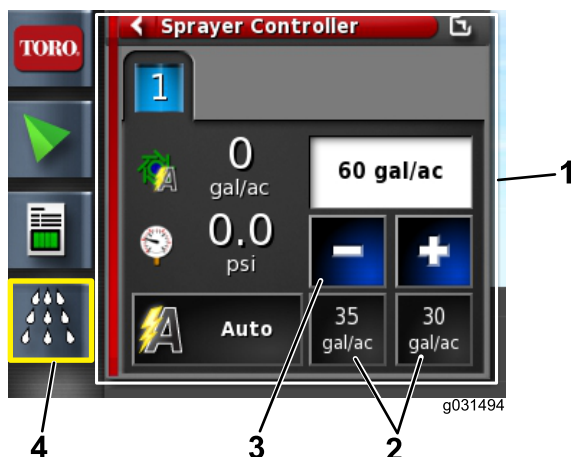 TORO.
Sprayer Controller
1
0
gal/ac
60 gal/ac
0.0
psi
- +
A Auto
35
gal/ac
30
gal/ac
1
g031494
4
3
2